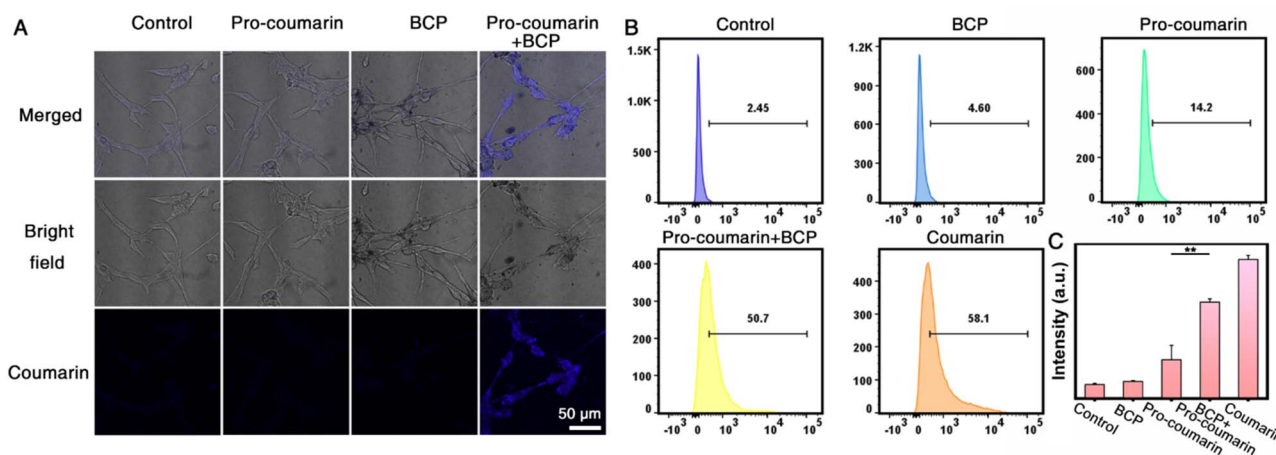 A
Control
Pro-coumarin
BCP
Pro-coumarin
+BCP
Merged
Bright
field
Coumarin
50 μm
B
Control
1.5K
1.0K
500
0
2.45
-10³ 0 10³ 10⁴ 10⁵
BCP
1.2K
900
600
300
0
4.60
-10³ 0 10³ 10⁴ 10⁵
Pro-coumarin
600
400
200
0
14.2
-10³ 0 10³ 10⁴ 10⁵
Pro-coumarin+BCP
400
300
200
100
0
50.7
-10³ 0 10³ 10⁴ 10⁵
Coumarin
400
300
200
100
0
58.1
-10³ 0 10³ 10⁴ 10⁵
C
Intensity (a.u.)
**
Control
BCP
Pro-coumarin
BCP+
Pro-coumarin
Coumarin